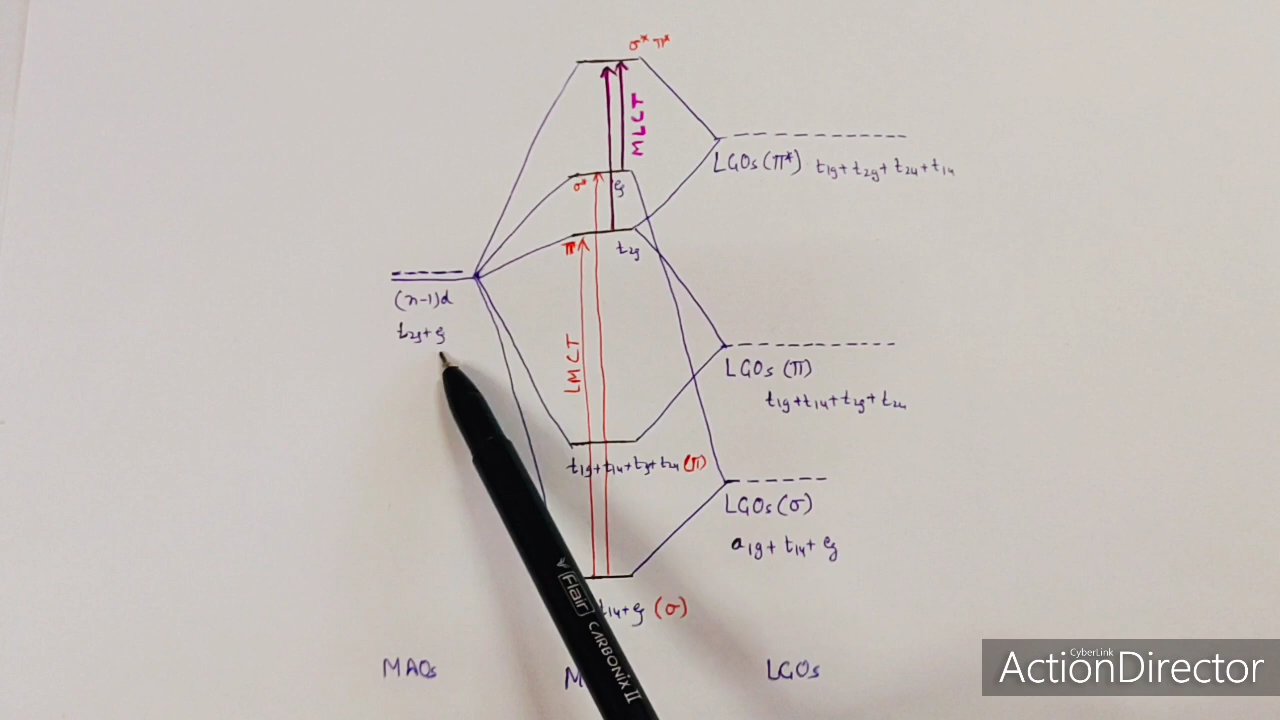 σ* π*
MLCT
LGOs (π*) t1g+t2g+t2u+t1u
σ* eg
π t2g
(n-1)d
t2g+eg
LMCT
LGOs (π)
t1g+t1u+t2g+t2u
t1g+t1u+t2g+t2u (π)
LGOs (σ)
a1g+t1u+eg
t1u+eg (σ)
Flair CARBONIX II
MAOs
LGOs
CyberLink
ActionDirector